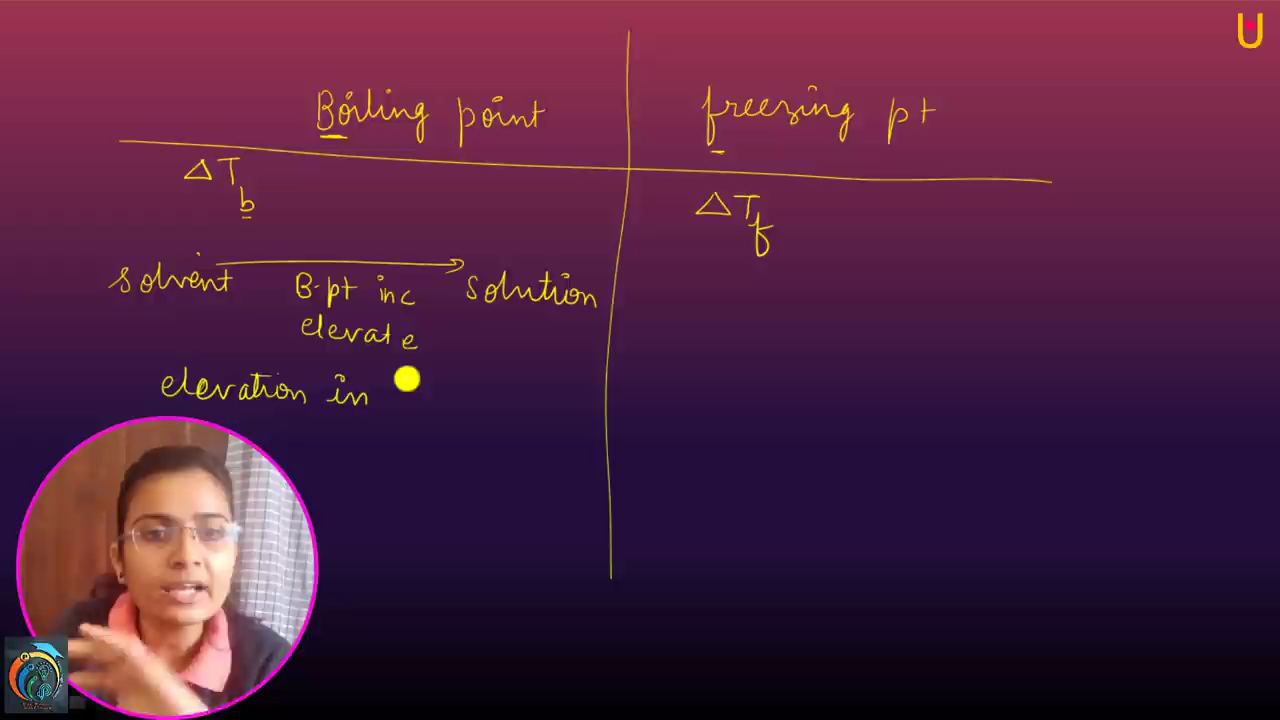 U
Boiling point
freezing pt
ΔTb
ΔTf
solvent
B.pt inc
solution
elevate
elevation in